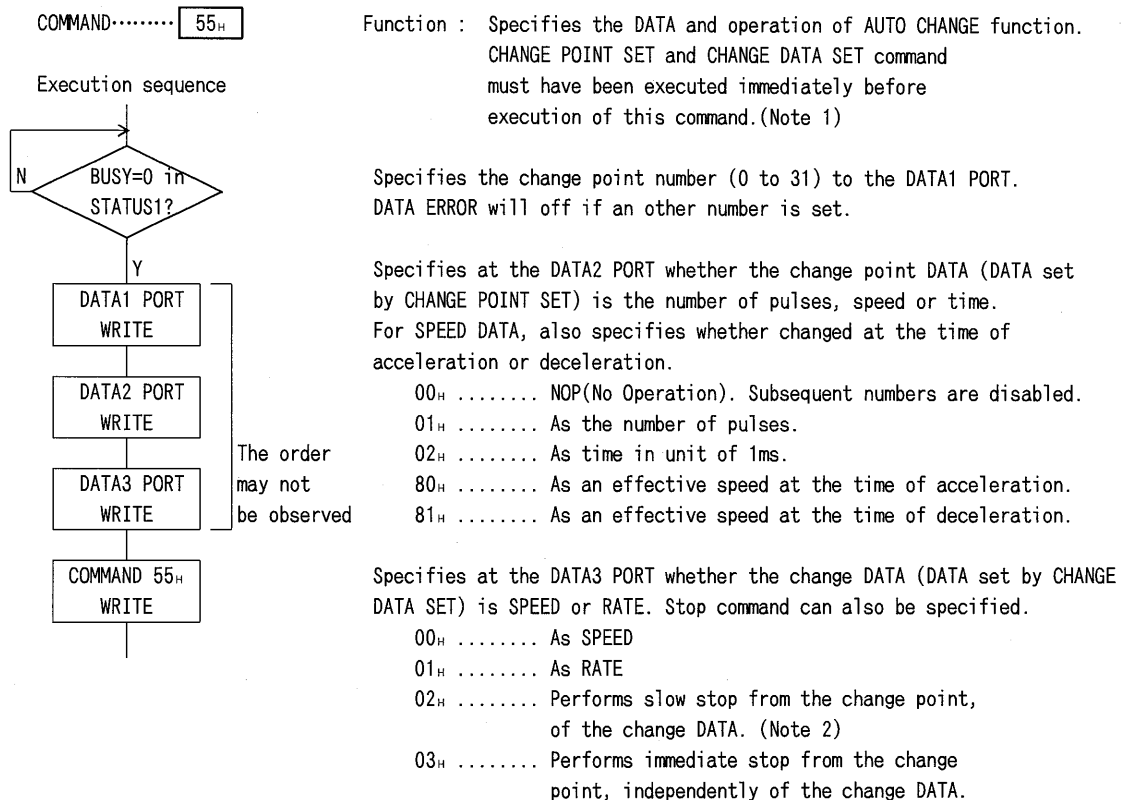 COMMAND········· 55H
Function : Specifies the DATA and operation of AUTO CHANGE function.
CHANGE POINT SET and CHANGE DATA SET command
must have been executed immediately before
execution of this command.(Note 1)
Execution sequence
N
BUSY=0 in
STATUS1?
Y
DATA1 PORT
WRITE
DATA2 PORT
WRITE
DATA3 PORT
WRITE
The order
may not
be observed
COMMAND 55H
WRITE
Specifies the change point number (0 to 31) to the DATA1 PORT.
DATA ERROR will off if an other number is set.
Specifies at the DATA2 PORT whether the change point DATA (DATA set
by CHANGE POINT SET) is the number of pulses, speed or time.
For SPEED DATA, also specifies whether changed at the time of
acceleration or deceleration.
00H ........ NOP(No Operation). Subsequent numbers are disabled.
01H ........ As the number of pulses.
02H ........ As time in unit of 1ms.
80H ........ As an effective speed at the time of acceleration.
81H ........ As an effective speed at the time of deceleration.
Specifies at the DATA3 PORT whether the change DATA (DATA set by CHANGE
DATA SET) is SPEED or RATE. Stop command can also be specified.
00H ........ As SPEED
01H ........ As RATE
02H ........ Performs slow stop from the change point,
of the change DATA. (Note 2)
03H ........ Performs immediate stop from the change
point, independently of the change DATA.